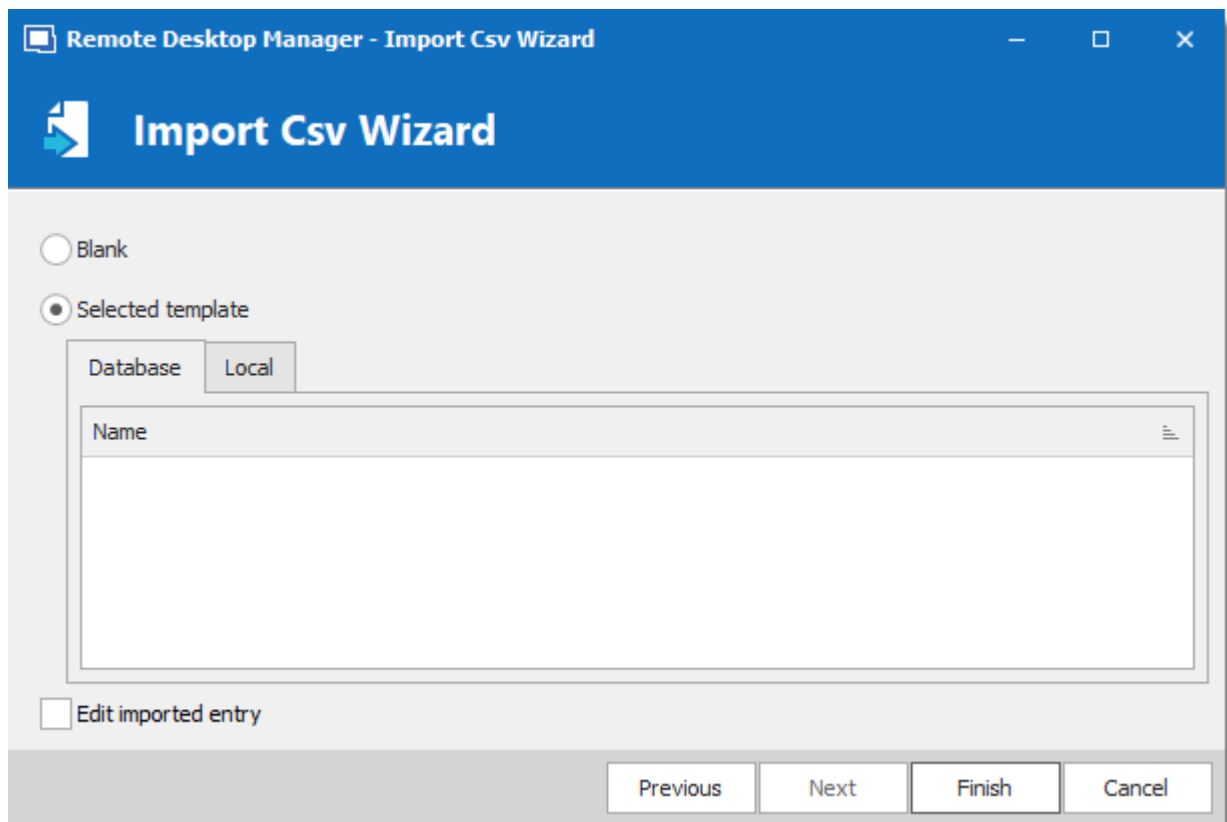 Remote Desktop Manager - Import Csv Wizard
Import Csv Wizard
Blank
Selected template
Database Local
Name
Edit imported entry
Previous Next Finish Cancel